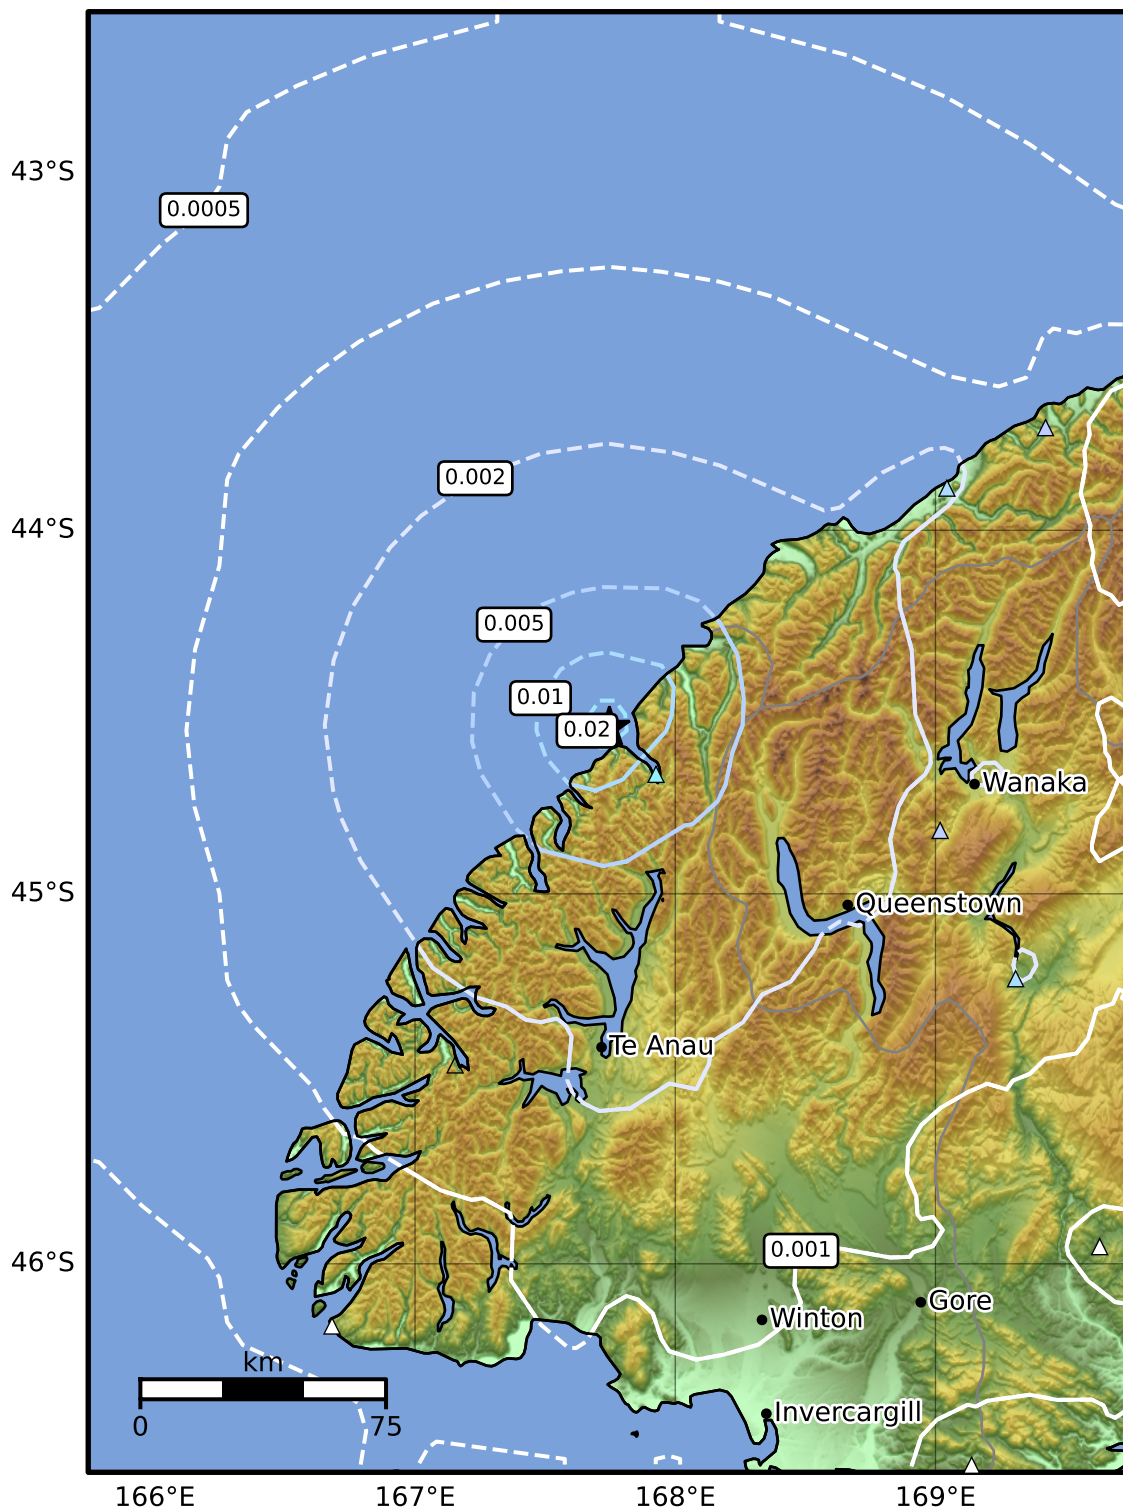 43°S
0.0005
0.002
44°S
0.005
0.01
0.02
Wanaka
45°S
Queenstown
Te Anau
0.001
46°S
Gore
Winton
km
0
75
Invercargill
166°E
167°E
168°E
169°E